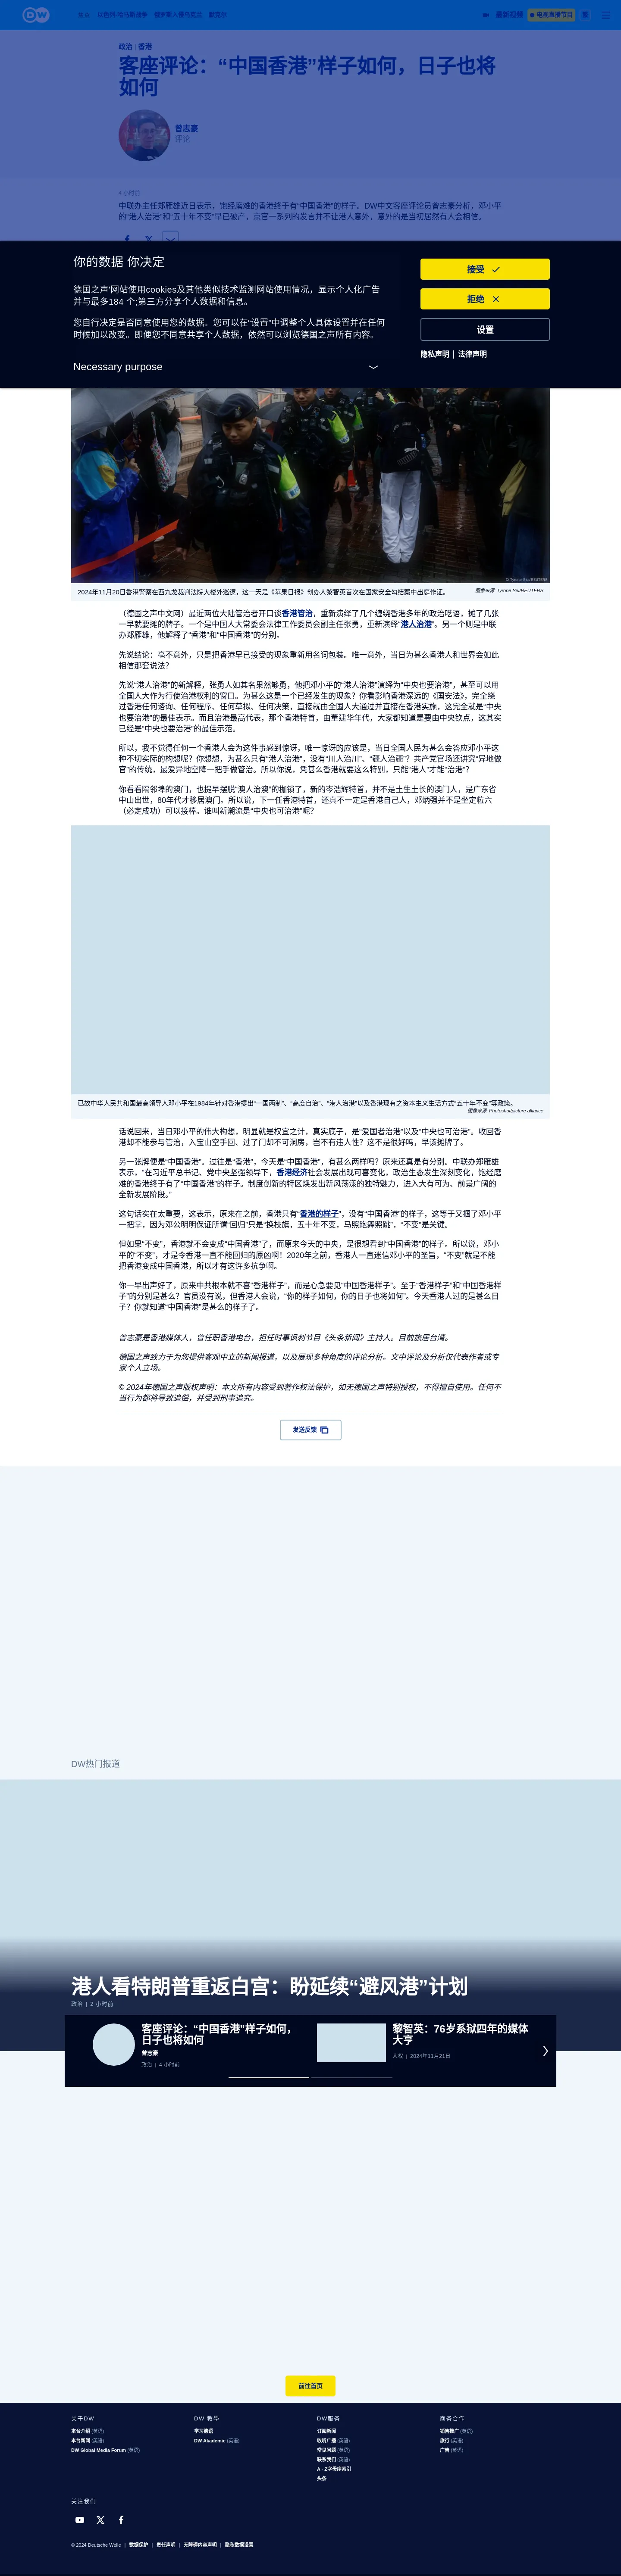 DW
焦点 以色列-哈马斯战争 俄罗斯入侵乌克兰 默克尔
最新视频
电视直播节目
政治 | 香港
客座评论：“中国香港”样子如何，日子也将
如何
曾志豪
评论
4 小时前
中联办主任郑雁雄近日表示，饱经磨难的香港终于有“中国香港”的样子。DW中文客座评论员曾志豪分析，邓小平
的“港人治港”和“五十年不变”早已破产，京官一系列的发言并不让港人意外，意外的是当初居然有人会相信。
你的数据 你决定
德国之声'网站使用cookies及其他类似技术监测网站使用情况，显示个人化广告
并与最多184 个;第三方分享个人数据和信息。
您自行决定是否同意使用您的数据。您可以在“设置”中调整个人具体设置并在任何
时候加以改变。即便您不同意共享个人数据，依然可以浏览德国之声所有内容。
Necessary purpose
接受
拒绝
设置
隐私声明 | 法律声明
© Tyrone Siu/REUTERS
2024年11月20日香港警察在西九龙裁判法院大楼外巡逻，这一天是《苹果日报》创办人黎智英首次在国家安全勾结案中出庭作证。
图像来源: Tyrone Siu/REUTERS
（德国之声中文网）最近两位大陆管治者开口谈香港管治，重新演绎了几个缠绕香港多年的政治呓语，摊了几张
一早就要摊的牌子。一个是中国人大常委会法律工作委员会副主任张勇，重新演绎“港人治港”。另一个则是中联
办郑雁雄，他解释了“香港”和“中国香港”的分别。
先说结论：毫不意外，只是把香港早已接受的现象重新用名词包装。唯一意外，当日为甚么香港人和世界会如此
相信那套说法？
先说“港人治港”的新解释，张勇人如其名果然够勇，他把邓小平的“港人治港”演绎为“中央也要治港”，甚至可以用
全国人大作为行使治港权利的窗口。为甚么这是一个已经发生的现象？你看影响香港深远的《国安法》，完全绕
过香港任何谘询、任何程序、任何草拟、任何决策，直接就由全国人大通过并直接在香港实施，这完全就是“中央
也要治港”的最佳表示。而且治港最高代表，那个香港特首，由董建华年代，大家都知道是要由中央钦点，这其实
已经是“中央也要治港”的最佳示范。
所以，我不觉得任何一个香港人会为这件事感到惊讶，唯一惊讶的应该是，当日全国人民为甚么会答应邓小平这
种不切实际的构想呢？你想想，为甚么只有“港人治港”，没有“川人治川”、“疆人治疆”？共产党官场还讲究“异地做
官”的传统，最爱异地空降一把手做管治。所以你说，凭甚么香港就要这么特别，只能“港人”才能“治港”？
你看看隔邻埠的澳门，也提早摆脱“澳人治澳”的枷锁了，新的岑浩辉特首，并不是土生土长的澳门人，是广东省
中山出世，80年代才移居澳门。所以说，下一任香港特首，还真不一定是香港自己人，邓炳强并不是坐定粒六
（必定成功）可以接棒。谁叫新潮流是“中央也可治港”呢？
已故中华人民共和国最高领导人邓小平在1984年针对香港提出“一国两制”、“高度自治”、“港人治港”以及香港现有之资本主义生活方式“五十年不变”等政策。
图像来源: Photoshot/picture alliance
话说回来，当日邓小平的伟大构想，明显就是权宜之计，真实底子，是“爱国者治港”以及“中央也可治港”。收回香
港却不能参与管治，入宝山空手回、过了门却不可洞房，岂不有违人性？这不是很好吗，早该摊牌了。
另一张牌便是“中国香港”。过往是“香港”，今天是“中国香港”，有甚么两样吗？原来还真是有分别。中联办郑雁雄
表示，“在习近平总书记、党中央坚强领导下，香港经济社会发展出现可喜变化，政治生态发生深刻变化，饱经磨
难的香港终于有了“中国香港”的样子。制度创新的特区焕发出新风荡漾的独特魅力，进入大有可为、前景广阔的
全新发展阶段。”
这句话实在太重要，这表示，原来在之前，香港只有“香港的样子”，没有“中国香港”的样子，这等于又掴了邓小平
一把掌，因为邓公明明保证所谓“回归”只是“换枝旗，五十年不变，马照跑舞照跳”，“不变”是关键。
但如果“不变”，香港就不会变成“中国香港”了，而原来今天的中央，是很想看到“中国香港”的样子。所以说，邓小
平的“不变”，才是令香港一直不能回归的原凶啊！2020年之前，香港人一直迷信邓小平的圣旨，“不变”就是不能
把香港变成中国香港，所以才有这许多抗争啊。
你一早出声好了，原来中共根本就不喜“香港样子”，而是心急要见“中国香港样子”。至于“香港样子”和“中国香港样
子”的分别是甚么？官员没有说，但香港人会说，“你的样子如何，你的日子也将如何”。今天香港人过的是甚么日
子？你就知道“中国香港”是甚么的样子了。
曾志豪是香港媒体人，曾任职香港电台，担任时事讽刺节目《头条新闻》主持人。目前旅居台湾。
德国之声致力于为您提供客观中立的新闻报道，以及展现多种角度的评论分析。文中评论及分析仅代表作者或专
家个人立场。
© 2024年德国之声版权声明：本文所有内容受到著作权法保护，如无德国之声特别授权，不得擅自使用。任何不
当行为都将导致追偿，并受到刑事追究。
发送反馈
DW热门报道
港人看特朗普重返白宫：盼延续“避风港”计划
政治 | 2 小时前
客座评论：“中国香港”样子如何，
日子也将如何
曾志豪
政治 | 4 小时前
黎智英：76岁系狱四年的媒体
大亨
人权 | 2024年11月21日
前往首页
关于DW
本台介绍 (英语)
本台新闻 (英语)
DW Global Media Forum (英语)
DW 教學
学习德语
DW Akademie (英语)
DW服务
订阅新闻
收听广播 (英语)
常见问题 (英语)
联系我们 (英语)
A - Z字母序索引
头条
商务合作
销售推广 (英语)
旅行 (英语)
广告 (英语)
关注我们
© 2024 Deutsche Welle | 数据保护 | 责任声明 | 无障碍内容声明 | 隐私数据设置